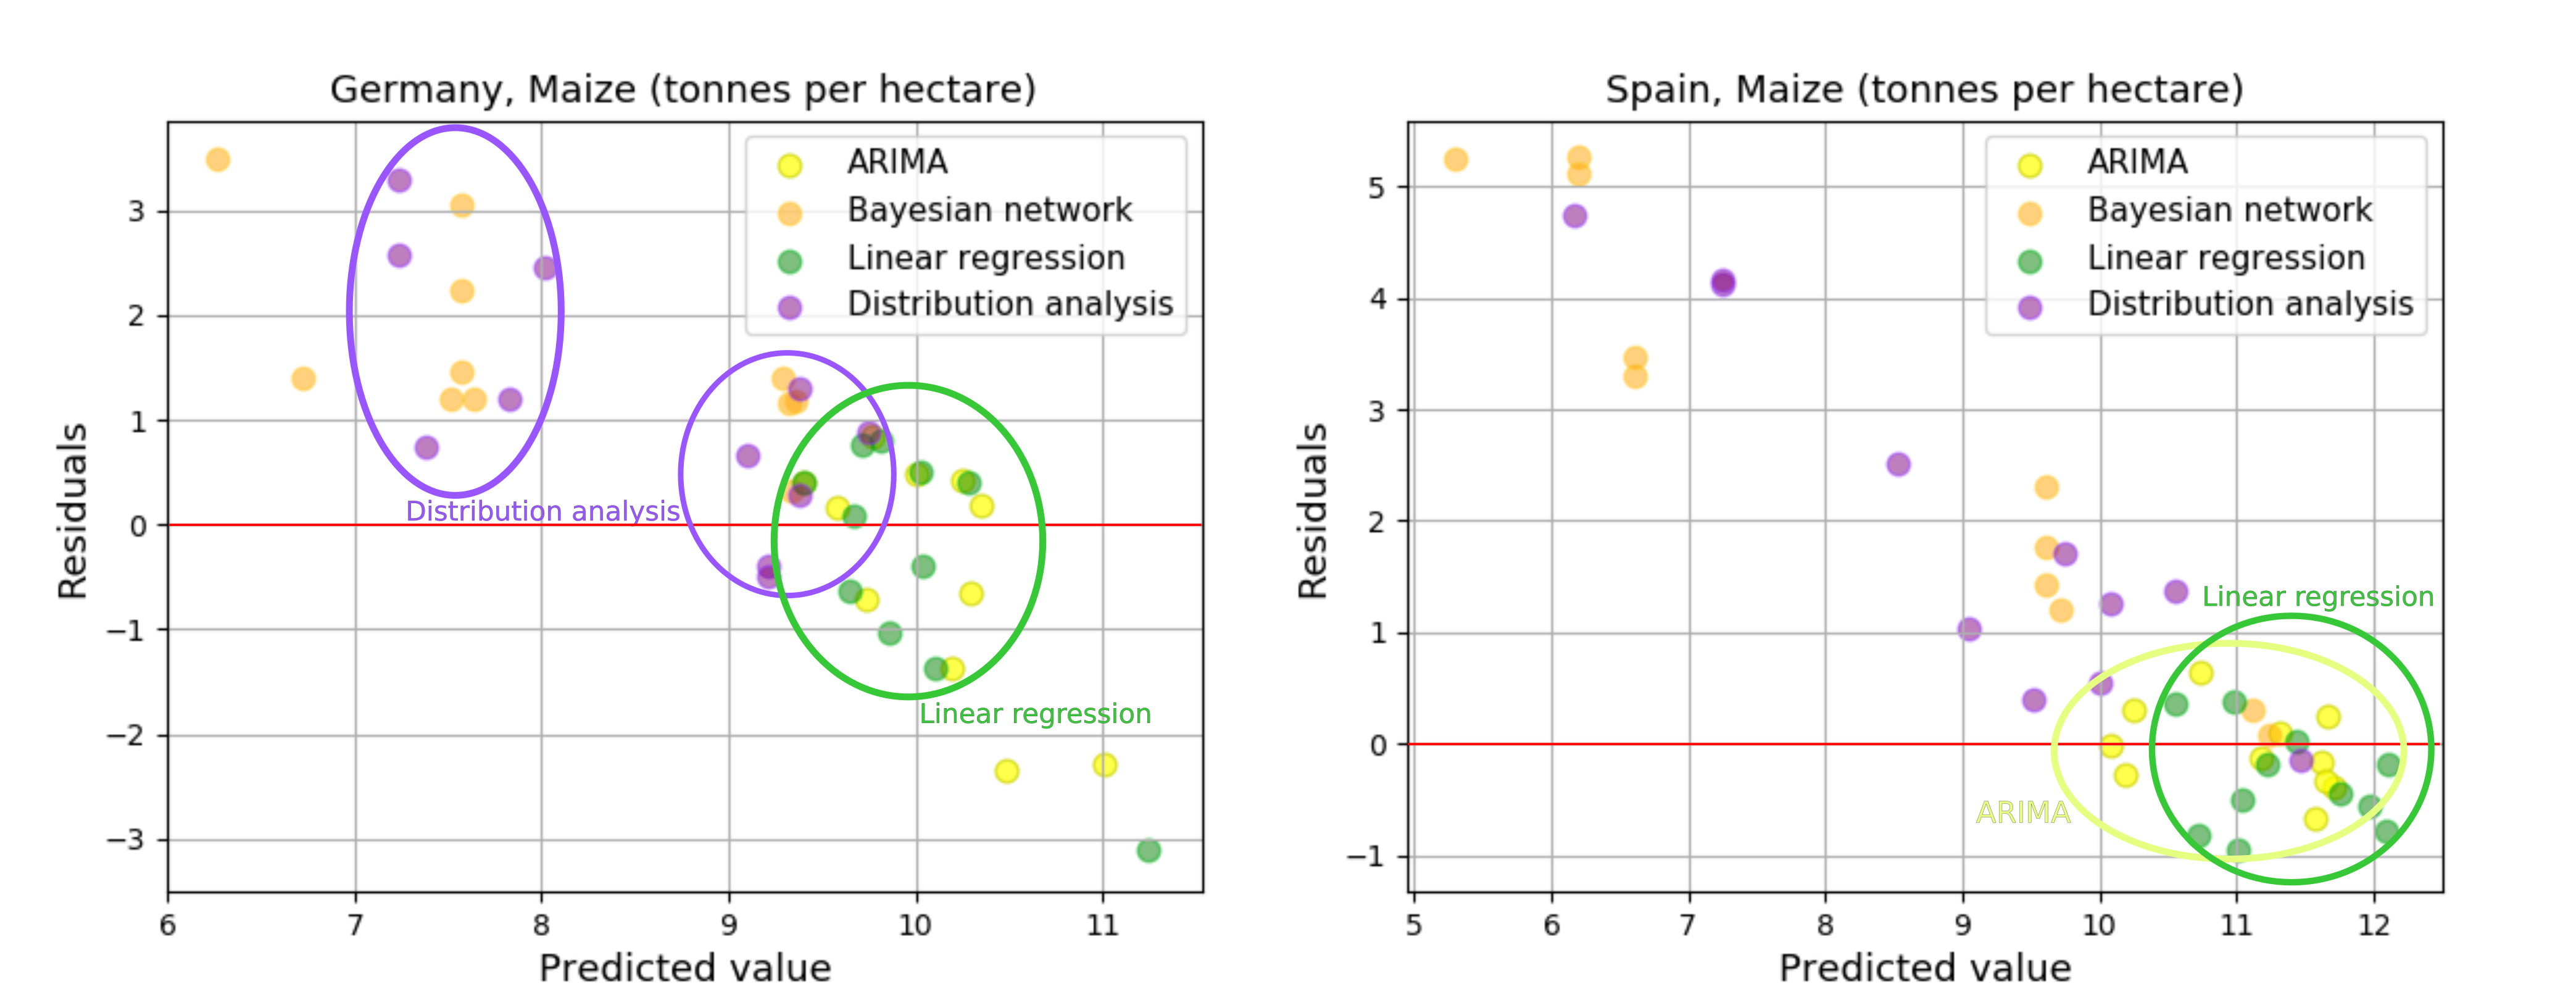 Germany, Maize (tonnes per hectare)
ARIMA
Bayesian network
Linear regression
Distribution analysis
3
2
1
0
−1
−2
−3
Residuals
Distribution analysis
Linear regression
6 7 8 9 10 11
Predicted value
Spain, Maize (tonnes per hectare)
ARIMA
Bayesian network
Linear regression
Distribution analysis
5
4
3
2
1
0
−1
Residuals
Linear regression
ARIMA
5 6 7 8 9 10 11 12
Predicted value